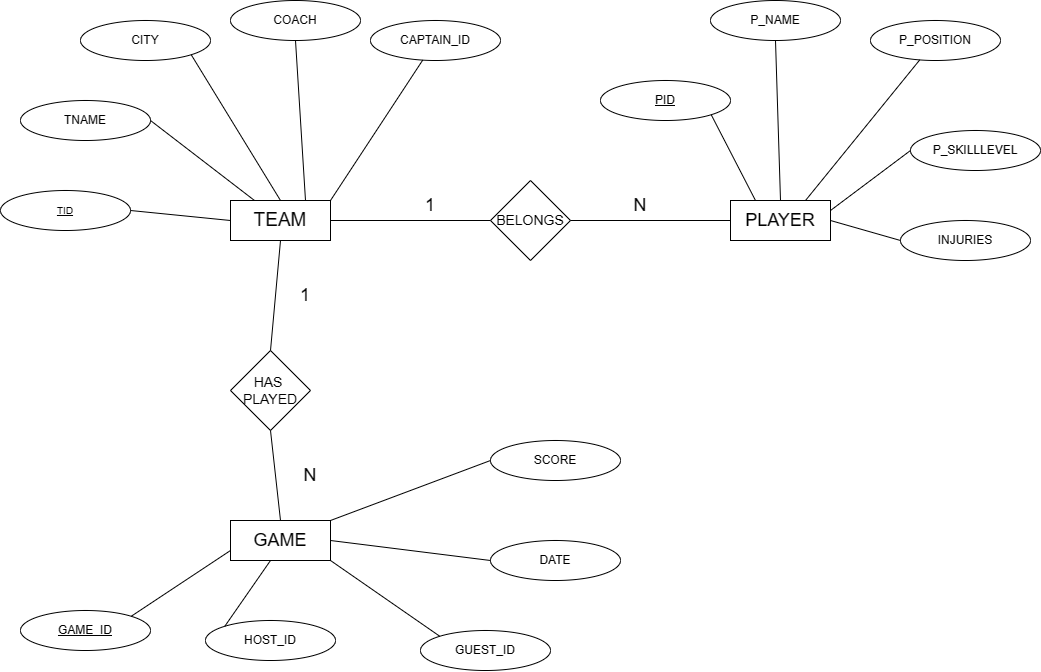 COACH
P_NAME
CITY
CAPTAIN_ID
P_POSITION
PID
TNAME
P_SKILLLEVEL
TID
TEAM
1
BELONGS
N
PLAYER
INJURIES
1
HAS
PLAYED
N
SCORE
GAME
DATE
GAME_ID
HOST_ID
GUEST_ID